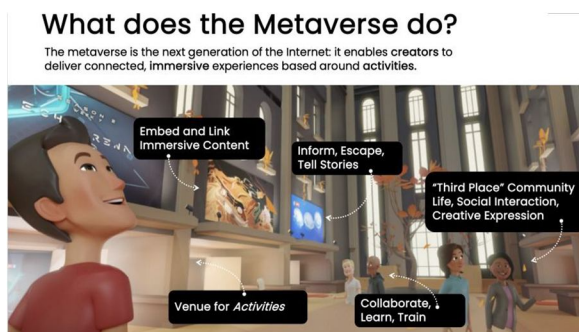 What does the Metaverse do?
The metaverse is the next generation of the Internet: it enables creators to
deliver connected, immersive experiences based around activities.
Embed and Link
Immersive Content
Inform, Escape,
Tell Stories
“Third Place” Community
Life, Social Interaction,
Creative Expression
Venue for Activities
Collaborate,
Learn, Train